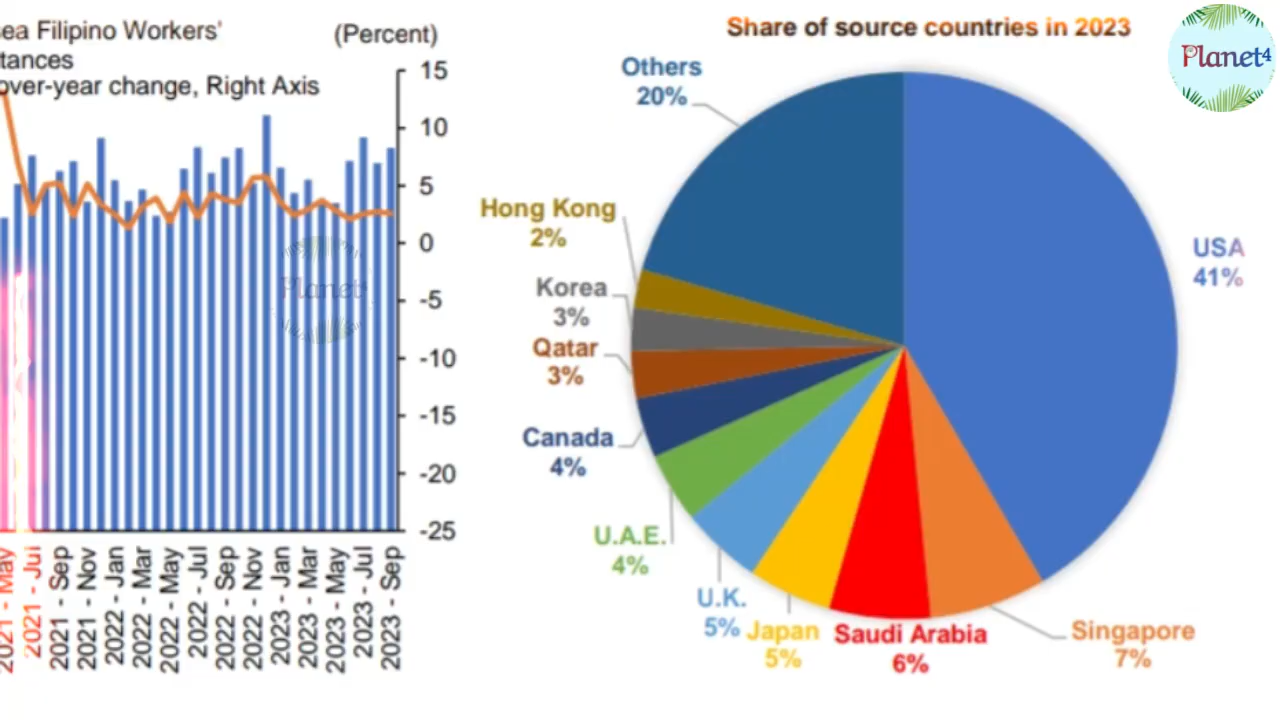 sea Filipino Workers'
tances
over-year change, Right Axis
(Percent)
15
10
5
0
-5
-10
-15
-20
-25
2021 - May
2021 - Jul
2021 - Sep
2021 - Nov
2022 - Jan
2022 - Mar
2022 - May
2022 - Jul
2022 - Sep
2022 - Nov
2023 - Jan
2023 - Mar
2023 - May
2023 - Jul
2023 - Sep
Planet4
Share of source countries in 2023
Planet4
Others
20%
Hong Kong
2%
Korea
3%
Qatar
3%
Canada
4%
U.A.E.
4%
U.K.
5%
Japan
5%
Saudi Arabia
6%
Singapore
7%
USA
41%